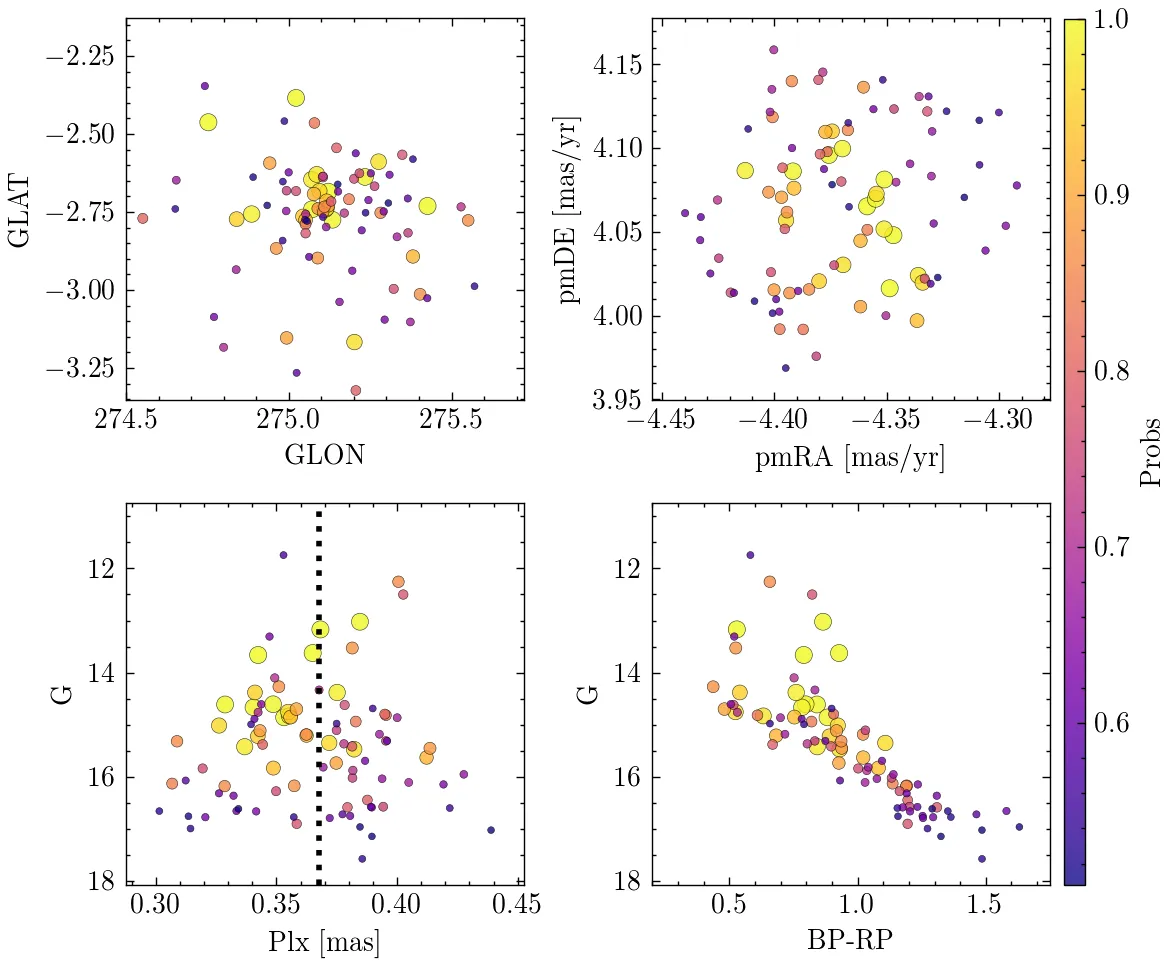 −2.25
−2.50
−2.75
−3.00
−3.25
GLAT
274.5 275.0 275.5
GLON
4.15
4.10
4.05
4.00
3.95
pmDE [mas/yr]
−4.45 −4.40 −4.35 −4.30
pmRA [mas/yr]
1.0
0.9
0.8
0.7
0.6
Probs
12
14
16
18
G
0.30 0.35 0.40 0.45
Plx [mas]
12
14
16
18
G
0.5 1.0 1.5
BP-RP